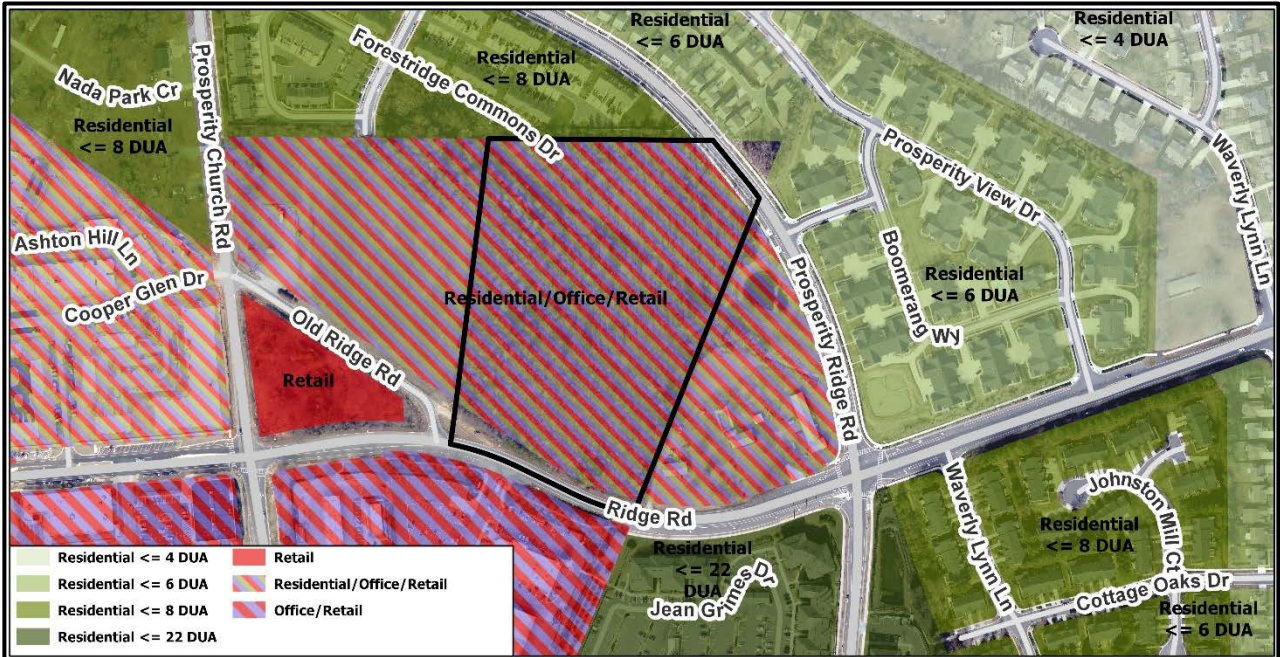 Residential
<= 6 DUA
Residential
<= 4 DUA
Residential
<= 8 DUA
Forestridge Commons Dr
Prosperity Church Rd
Nada Park Cr
Residential
<= 8 DUA
Waverly Lynn Ln
Prosperity View Dr
Ashton Hill Ln
Cooper Glen Dr
Boomerang Wy
Residential
<= 6 DUA
Residential/Office/Retail
Prosperity Ridge Rd
Old Ridge Rd
Retail
Ridge Rd
Waverly Lynn Ln
Johnston Mill Ct
Residential
<= 8 DUA
Residential
<= 22
DUA
Jean Grimes Dr
Cottage Oaks Dr
Residential
<= 6 DUA
Residential <= 4 DUA
Residential <= 6 DUA
Residential <= 8 DUA
Residential <= 22 DUA
Retail
Residential/Office/Retail
Office/Retail